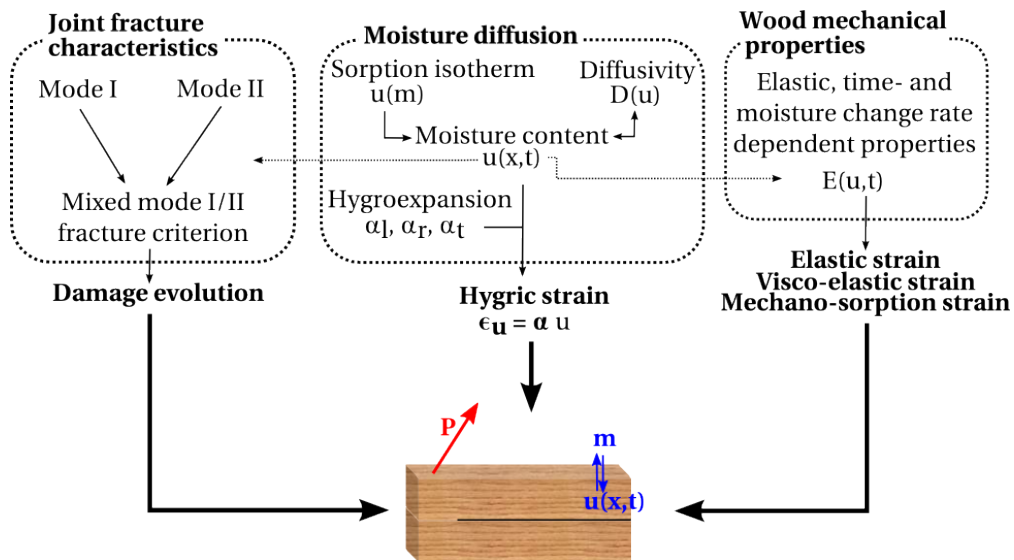 Joint fracture
characteristics
Mode I
Mode II
Mixed mode I/II
fracture criterion
Damage evolution
Moisture diffusion
Sorption isotherm
u(m)
Diffusivity
D(u)
Moisture content
u(x,t)
Hygroexpansion
αl, αr, αt
Hygric strain
ϵu = α u
Wood mechanical
properties
Elastic, time- and
moisture change rate
dependent properties
E(u,t)
Elastic strain
Visco-elastic strain
Mechano-sorption strain
P
m
u(x,t)